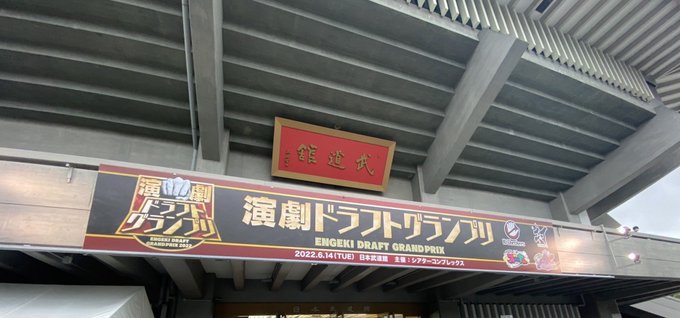 館道武
演劇
ドラフト
グランプリ
ENGEKI DRAFT
GRANDPRIX 2022
演劇ドラフトグランプリ
ENGEKI DRAFT GRANDPRIX
2022.6.14(TUE) 日本武道館 主催：シアターコンプレックス